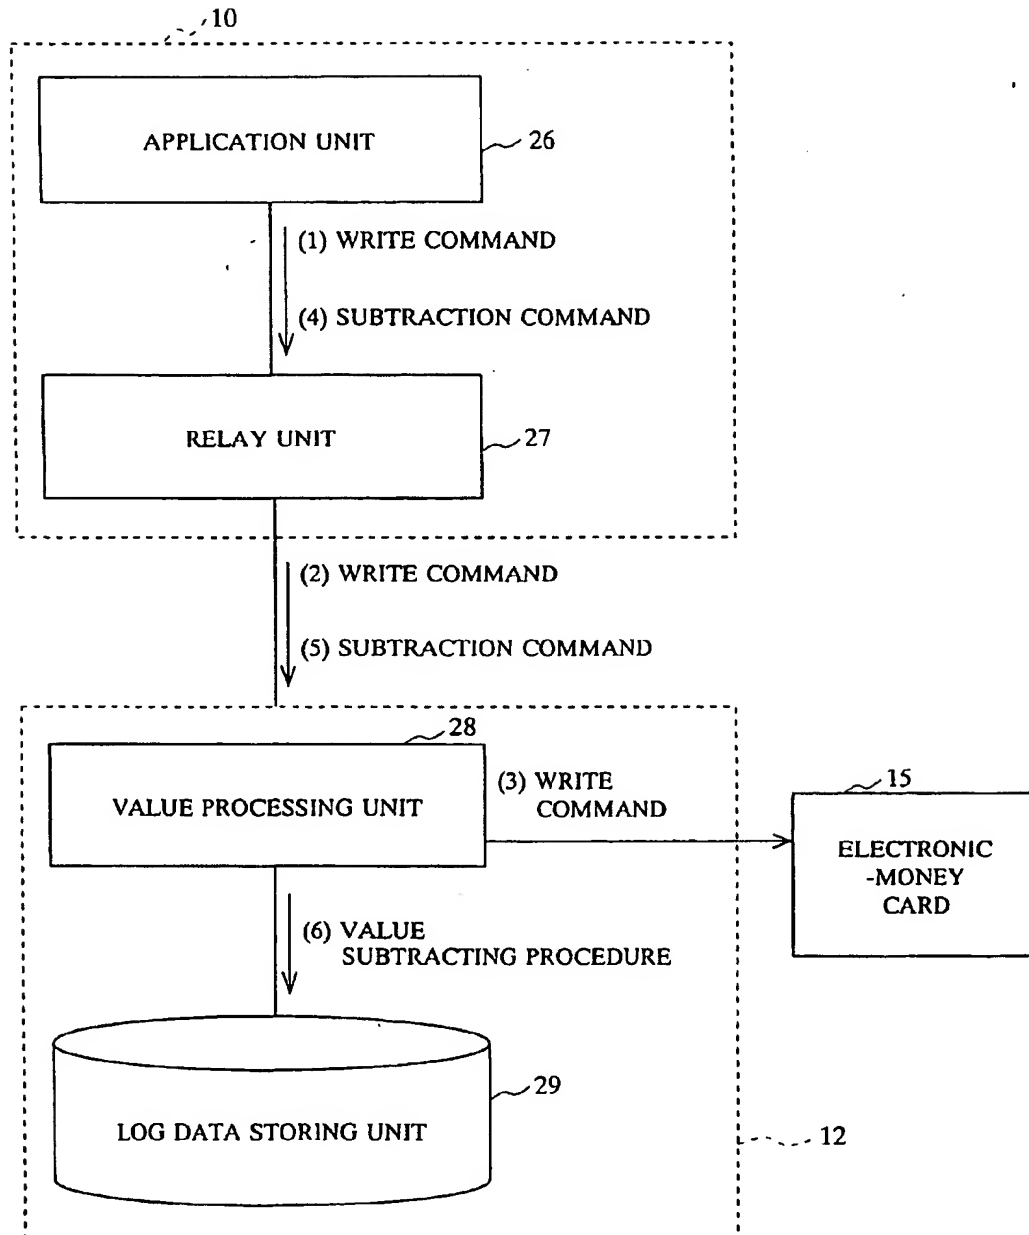 10
APPLICATION UNIT
26
(1) WRITE COMMAND
(4) SUBTRACTION COMMAND
RELAY UNIT
27
(2) WRITE COMMAND
(5) SUBTRACTION COMMAND
28
VALUE PROCESSING UNIT
(3) WRITE
COMMAND
15
ELECTRONIC
-MONEY
CARD
(6) VALUE
SUBTRACTING PROCEDURE
29
LOG DATA STORING UNIT
12